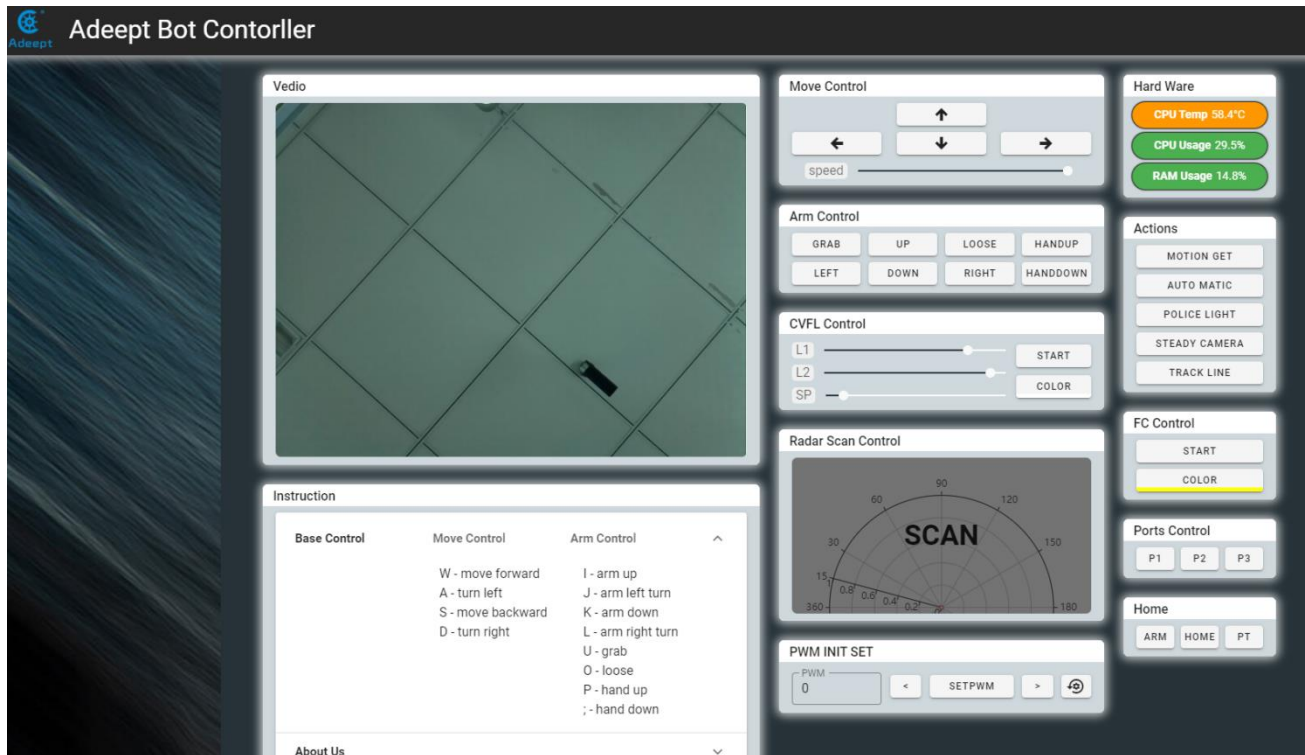 Adeept
Adeept Bot Contorller
Vedio
Instruction
Base Control
Move Control
W - move forward
A - turn left
S - move backward
D - turn right
Arm Control
I - arm up
J - arm left turn
K - arm down
L - arm right turn
U - grab
O - loose
P - hand up
; - hand down
About Us
Move Control
speed
Arm Control
GRAB UP LOOSE HANDUP
LEFT DOWN RIGHT HANDDOWN
CVFL Control
L1
L2
SP
START
COLOR
Radar Scan Control
90
60 120
30 150
15
360 180
1 0.8 0.6 0.4 0.2 0
SCAN
PWM INIT SET
PWM
0
< SETPWM >
Hard Ware
CPU Temp 58.4°C
CPU Usage 29.5%
RAM Usage 14.8%
Actions
MOTION GET
AUTO MATIC
POLICE LIGHT
STEADY CAMERA
TRACK LINE
FC Control
START
COLOR
Ports Control
P1 P2 P3
Home
ARM HOME PT